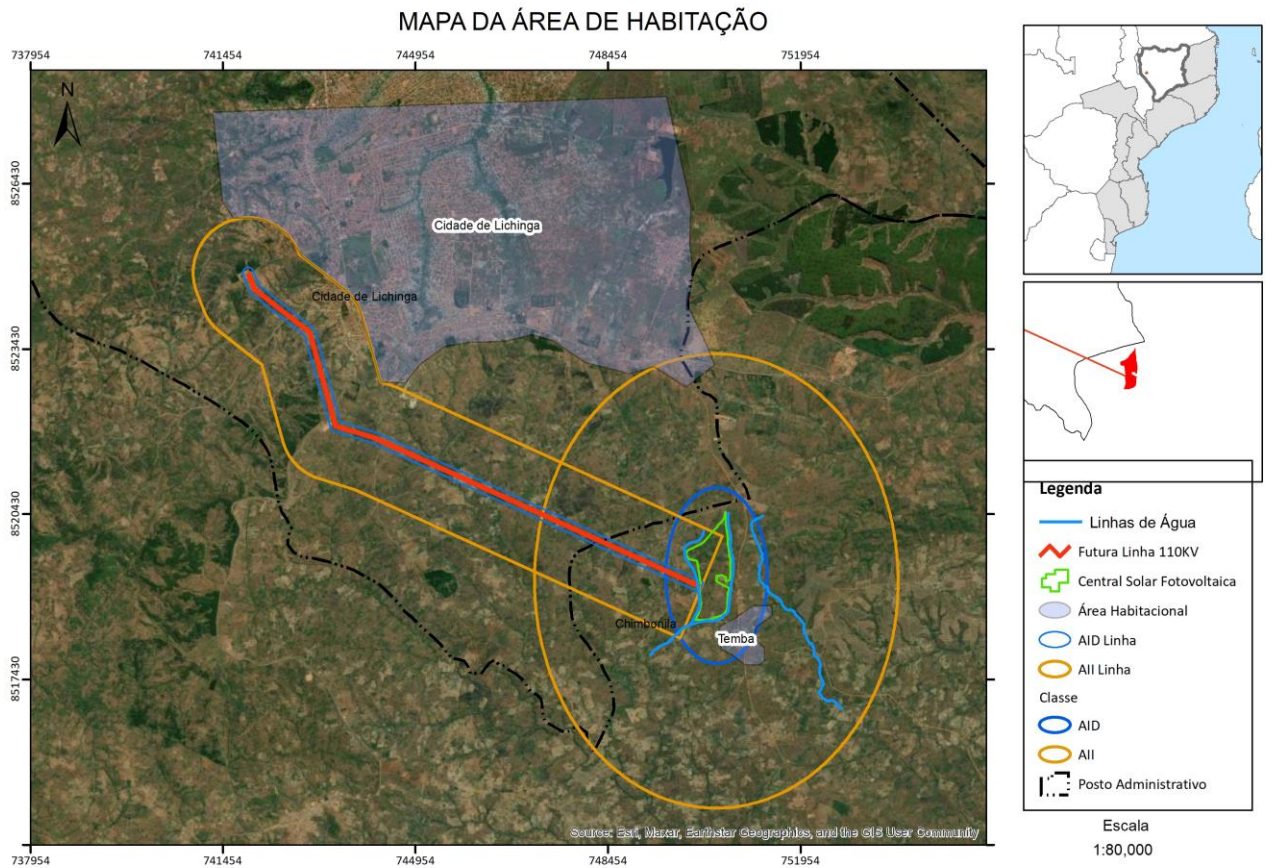 MAPA DA ÁREA DE HABITAÇÃO
737954 741454 744954 748454 751954
N
8526430
8523430
8520430
8517430
Cidade de Lichinga
Cidade de Lichinga
Chimbonila
Temba
Source: Esri, Maxar, Earthstar Geographics, and the GIS User Community
737954 741454 744954 748454 751954
Legenda
Linhas de Água
Futura Linha 110KV
Central Solar Fotovoltaica
Área Habitacional
AID Linha
AII Linha
Classe
AID
AII
Posto Administrativo
Escala
1:80,000